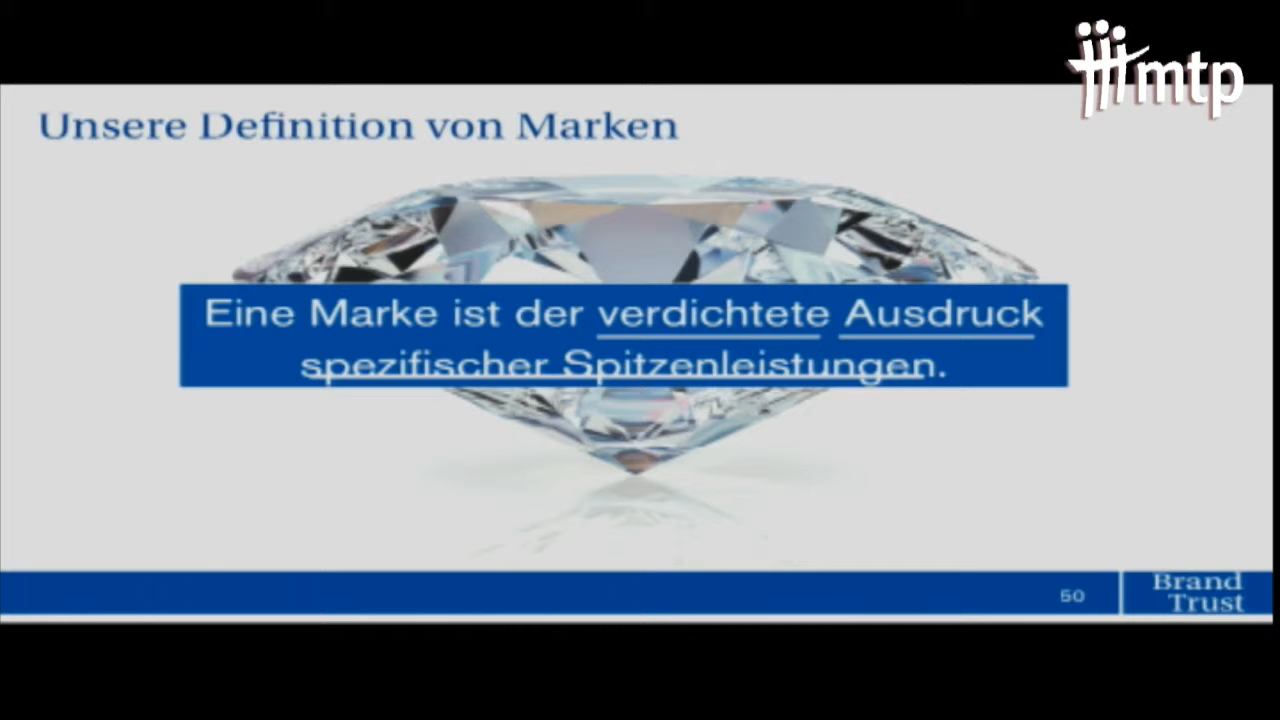 mtp
Unsere Definition von Marken
Eine Marke ist der verdichtete Ausdruck
spezifischer Spitzenleistungen.
50
Brand
Trust